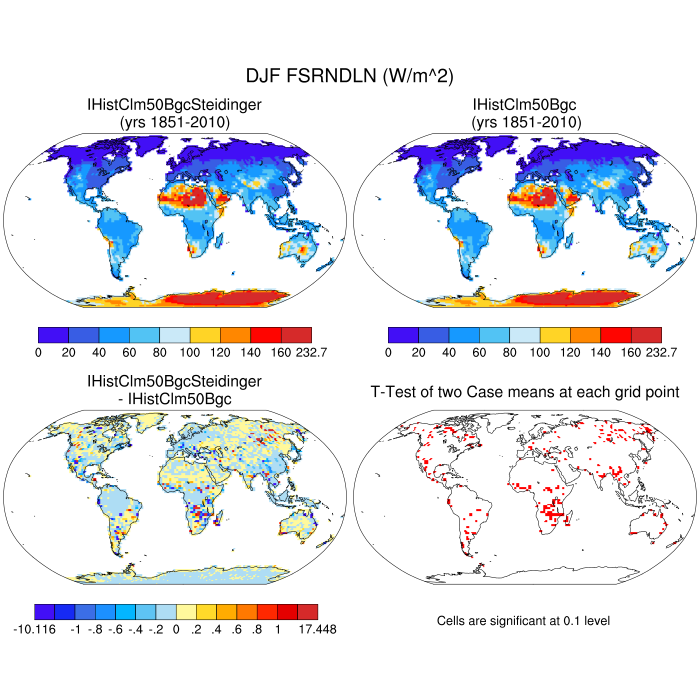 DJF FSRNDLN (W/m^2)
IHistClm50BgcSteidinger
(yrs 1851-2010)
IHistClm50Bgc
(yrs 1851-2010)
0 20 40 60 80 100 120 140 160 232.7
0 20 40 60 80 100 120 140 160 232.7
IHistClm50BgcSteidinger
- IHistClm50Bgc
T-Test of two Case means at each grid point
-10.116 -1 -.8 -.6 -.4 -.2 0 .2 .4 .6 .8 1 17.448
Cells are significant at 0.1 level